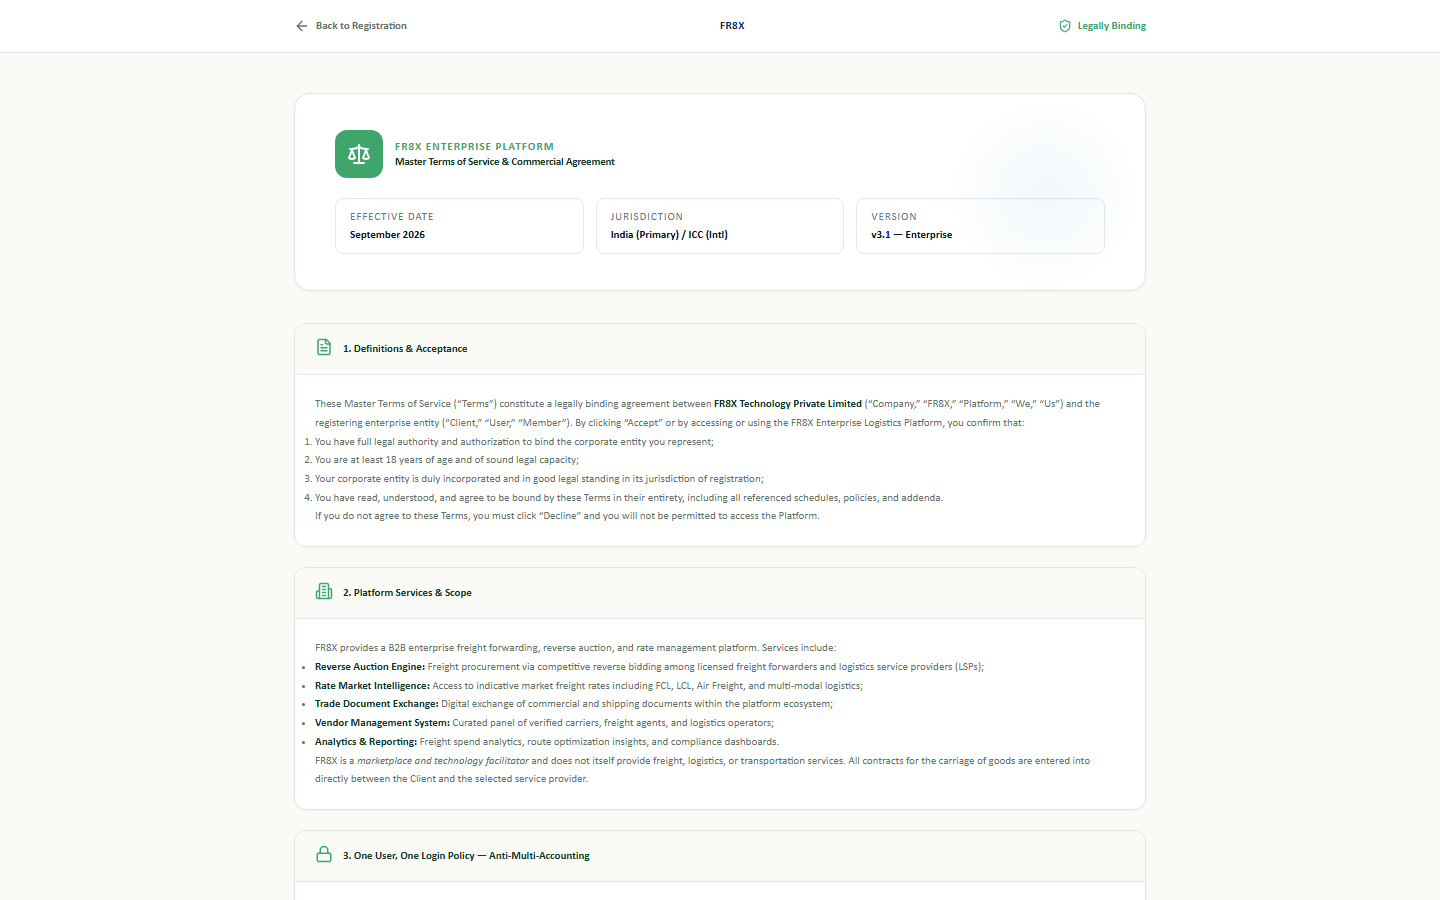 Back to Registration
FR8X
Legally Binding
FR8X ENTERPRISE PLATFORM
Master Terms of Service & Commercial Agreement
EFFECTIVE DATE
September 2026
JURISDICTION
India (Primary) / ICC (Intl)
VERSION
v3.1 — Enterprise
1. Definitions & Acceptance
These Master Terms of Service (“Terms”) constitute a legally binding agreement between FR8X Technology Private Limited (“Company,” “FR8X,” “Platform,” “We,” “Us”) and the
registering enterprise entity (“Client,” “User,” “Member”). By clicking “Accept” or by accessing or using the FR8X Enterprise Logistics Platform, you confirm that:
1. You have full legal authority and authorization to bind the corporate entity you represent;
2. You are at least 18 years of age and of sound legal capacity;
3. Your corporate entity is duly incorporated and in good legal standing in its jurisdiction of registration;
4. You have read, understood, and agree to be bound by these Terms in their entirety, including all referenced schedules, policies, and addenda.
If you do not agree to these Terms, you must click “Decline” and you will not be permitted to access the Platform.
2. Platform Services & Scope
FR8X provides a B2B enterprise freight forwarding, reverse auction, and rate management platform. Services include:
• Reverse Auction Engine: Freight procurement via competitive reverse bidding among licensed freight forwarders and logistics service providers (LSPs);
• Rate Market Intelligence: Access to indicative market freight rates including FCL, LCL, Air Freight, and multi-modal logistics;
• Trade Document Exchange: Digital exchange of commercial and shipping documents within the platform ecosystem;
• Vendor Management System: Curated panel of verified carriers, freight agents, and logistics operators;
• Analytics & Reporting: Freight spend analytics, route optimization insights, and compliance dashboards.
FR8X is a marketplace and technology facilitator and does not itself provide freight, logistics, or transportation services. All contracts for the carriage of goods are entered into
directly between the Client and the selected service provider.
3. One User, One Login Policy — Anti-Multi-Accounting